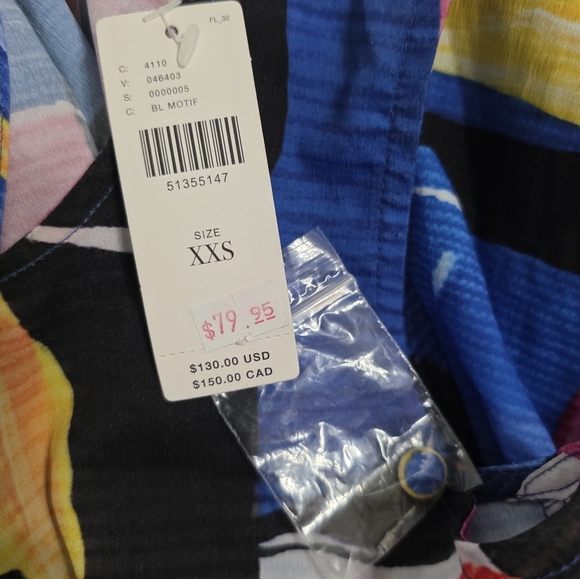 FL_30
C: 4110
V: 046403
S: 0000005
C: BL MOTIF
51355147
SIZE
XXS
$79.95
$130.00 USD
$150.00 CAD